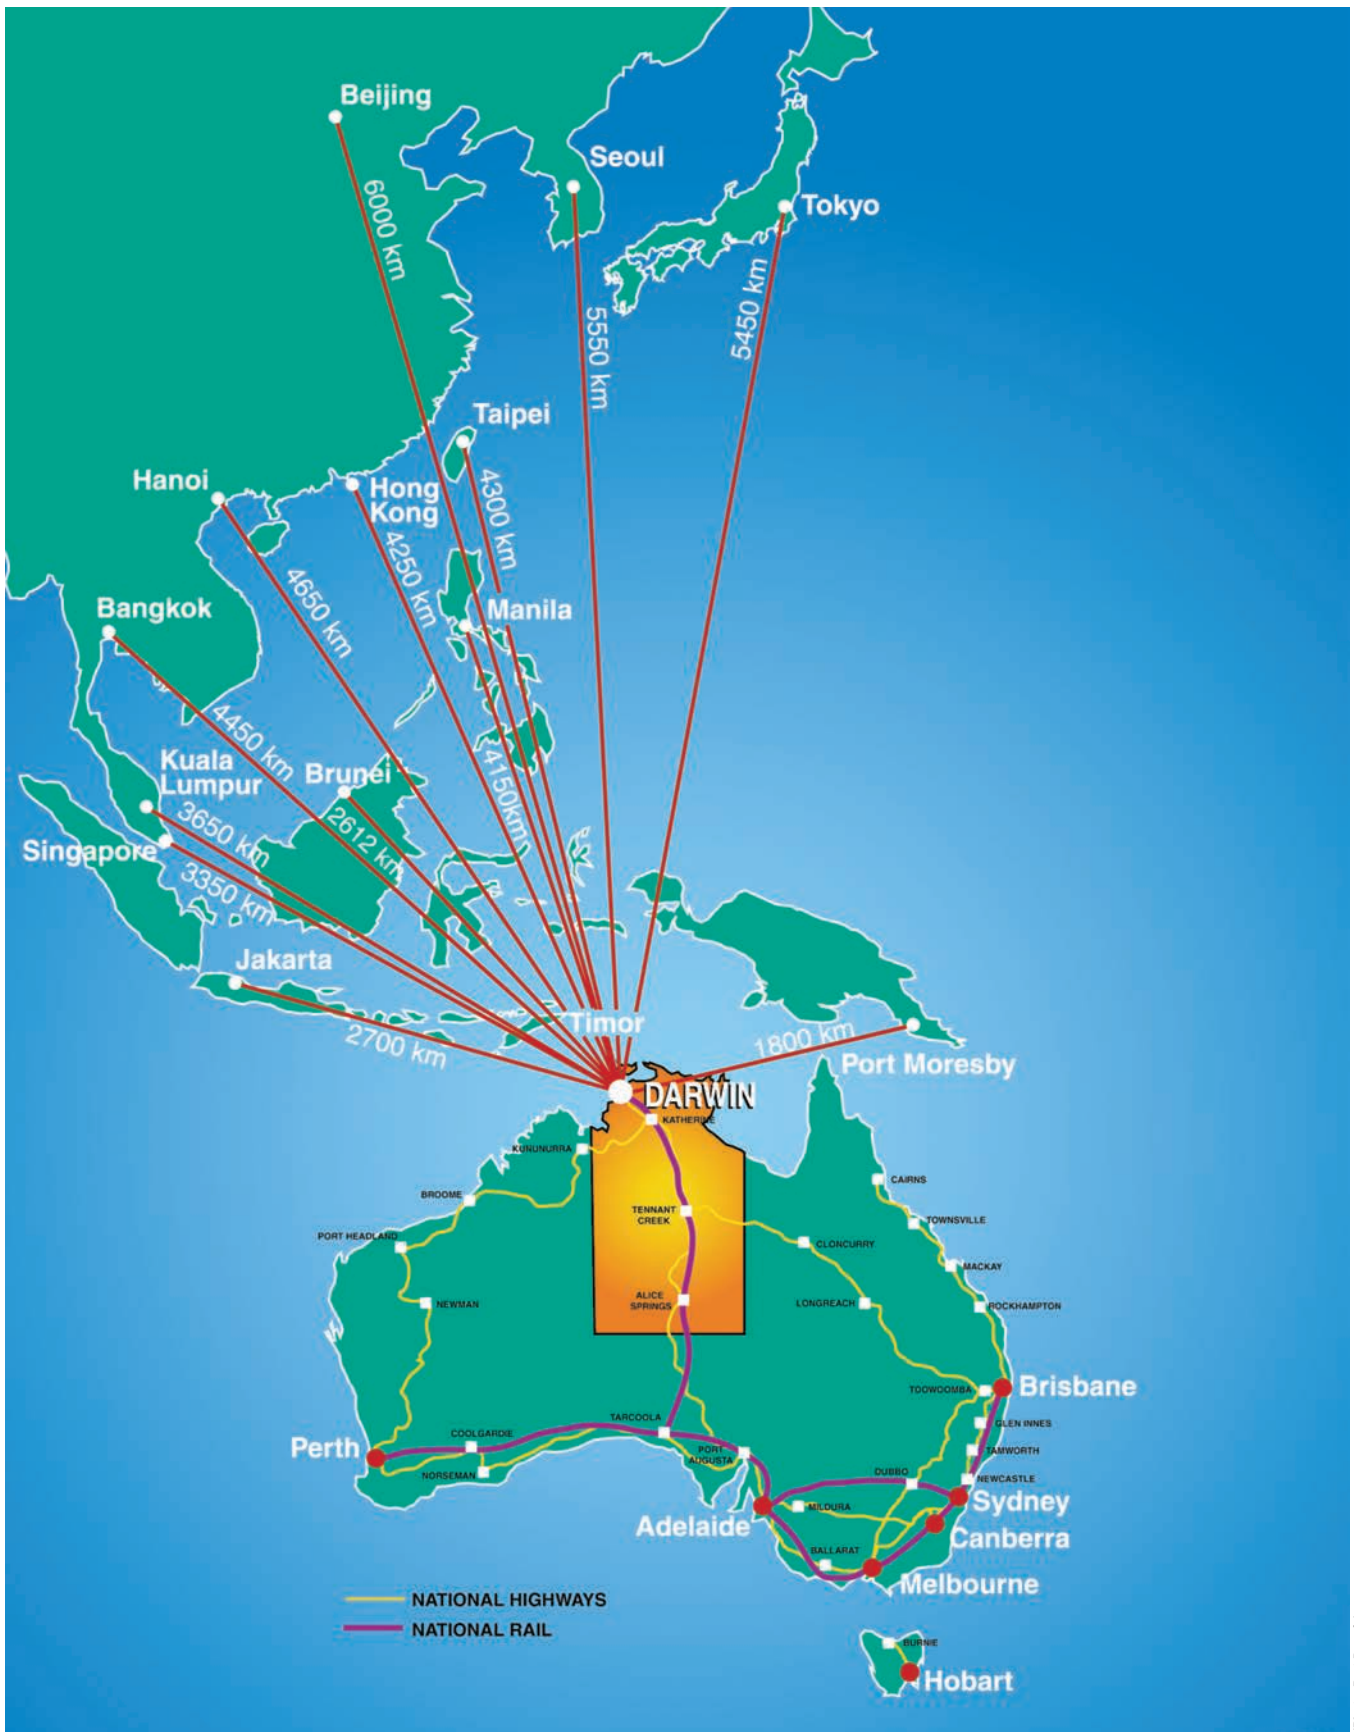 Beijing
6000 km
Seoul
5550 km
Tokyo
5450 km
Taipei
4300 km
Hanoi
4650 km
Hong
Kong
4250 km
Manila
4150km
Bangkok
4450 km
Kuala
Lumpur
3650 km
Brunei
2612 km
Singapore
3350 km
Jakarta
2700 km
Timor
1800 km
Port Moresby
DARWIN
KATHERINE
KUNUNURRA
BROOME
CAIRNS
TENNANT
CREEK
TOWNSVILLE
PORT HEADLAND
CLONCURRY
MACKAY
ALICE
SPRINGS
NEWMAN
LONGREACH
ROCKHAMPTON
TOOWOOMBA
Brisbane
TARCOOLA
GLEN INNES
COOLGARDIE
Perth
PORT
AUGUSTA
TAMWORTH
NORSEMAN
DUBBO
NEWCASTLE
Sydney
MILDURA
Adelaide
Canberra
BALLARAT
Melbourne
NATIONAL HIGHWAYS
NATIONAL RAIL
BURNIE
Hobart